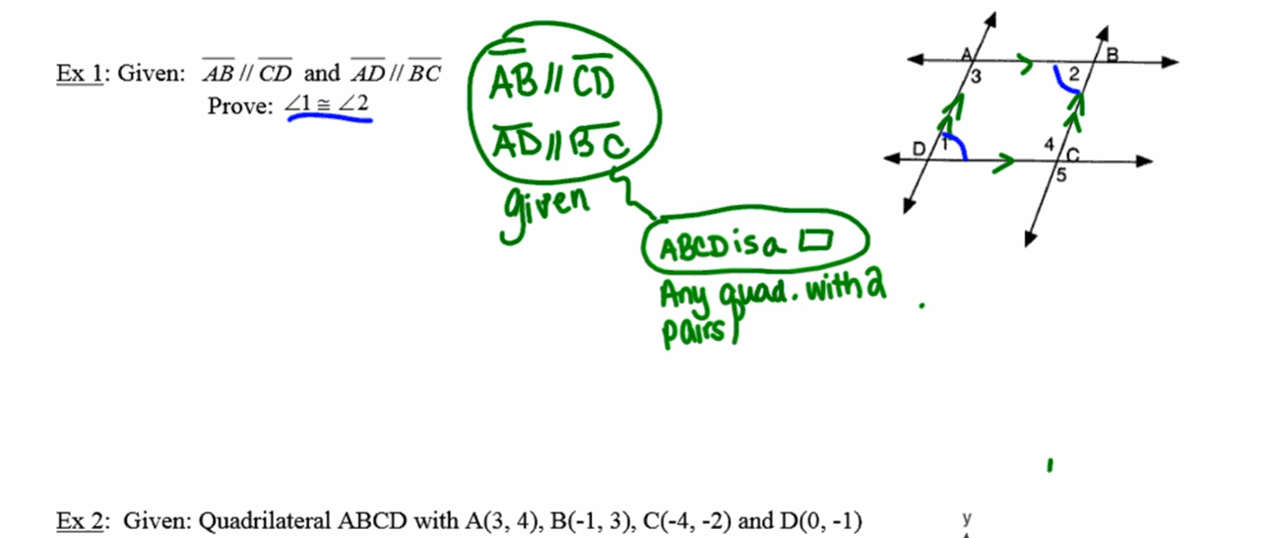 Ex 1: Given: AB // CD and AD // BC
Prove: ∠1 ≅ ∠2
AB // CD
AD // BC
given
ABCD is a ▱
Any quad. with 2
pairs
A
B
3
2
D
1
4
C
5
Ex 2: Given: Quadrilateral ABCD with A(3, 4), B(-1, 3), C(-4, -2) and D(0, -1)
y